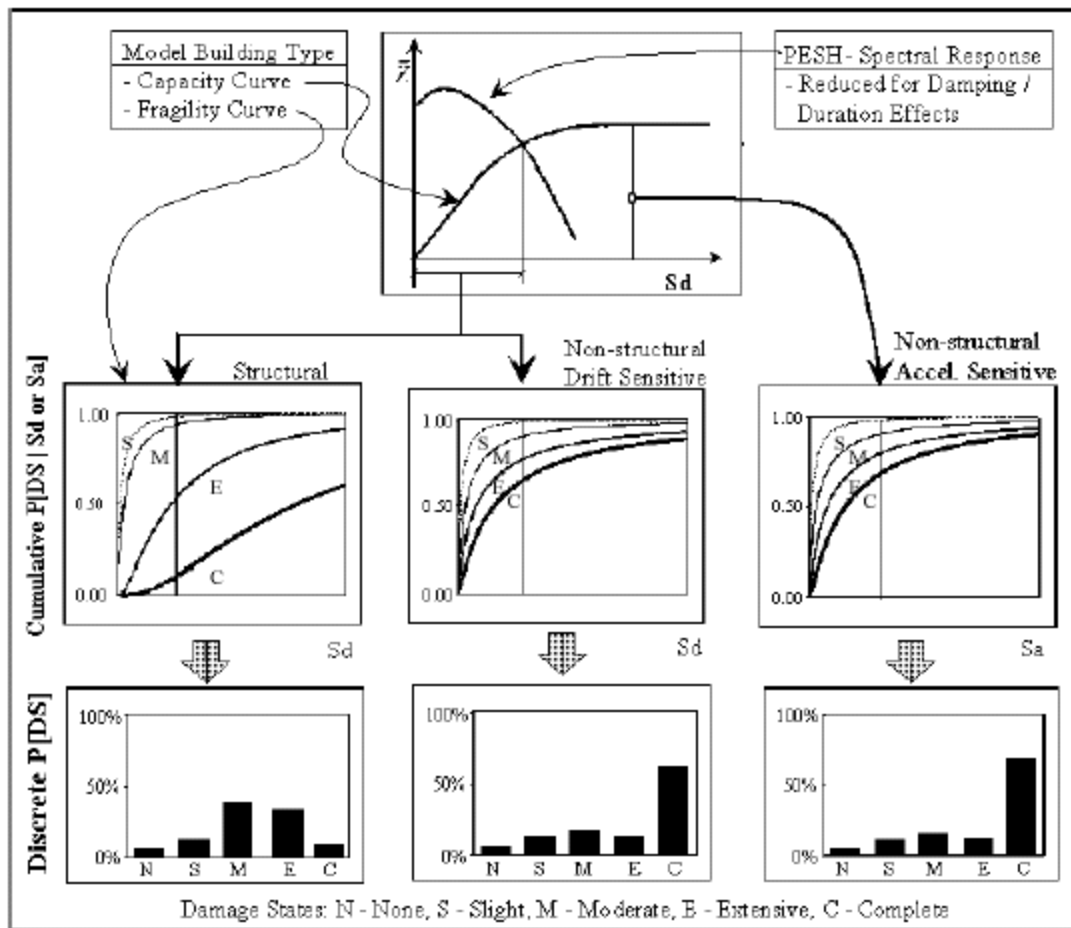 Model Building Type
- Capacity Curve
- Fragility Curve
PESH - Spectral Response
- Reduced for Damping /
Duration Effects
Sd
Cumulative P[DS | Sd or Sa]
Structural
Non-structural
Drift Sensitive
Non-structural
Accel. Sensitive
1.00
0.50
0.00
S
M
E
C
Sd
1.00
0.50
0.00
S
M
E
C
Sd
1.00
0.50
0.00
S
M
E
C
Sa
Discrete P[DS]
100%
50%
0%
N S M E C
100%
50%
0%
N S M E C
100%
50%
0%
N S M E C
Damage States: N - None, S - Slight, M - Moderate, E - Extensive, C - Complete